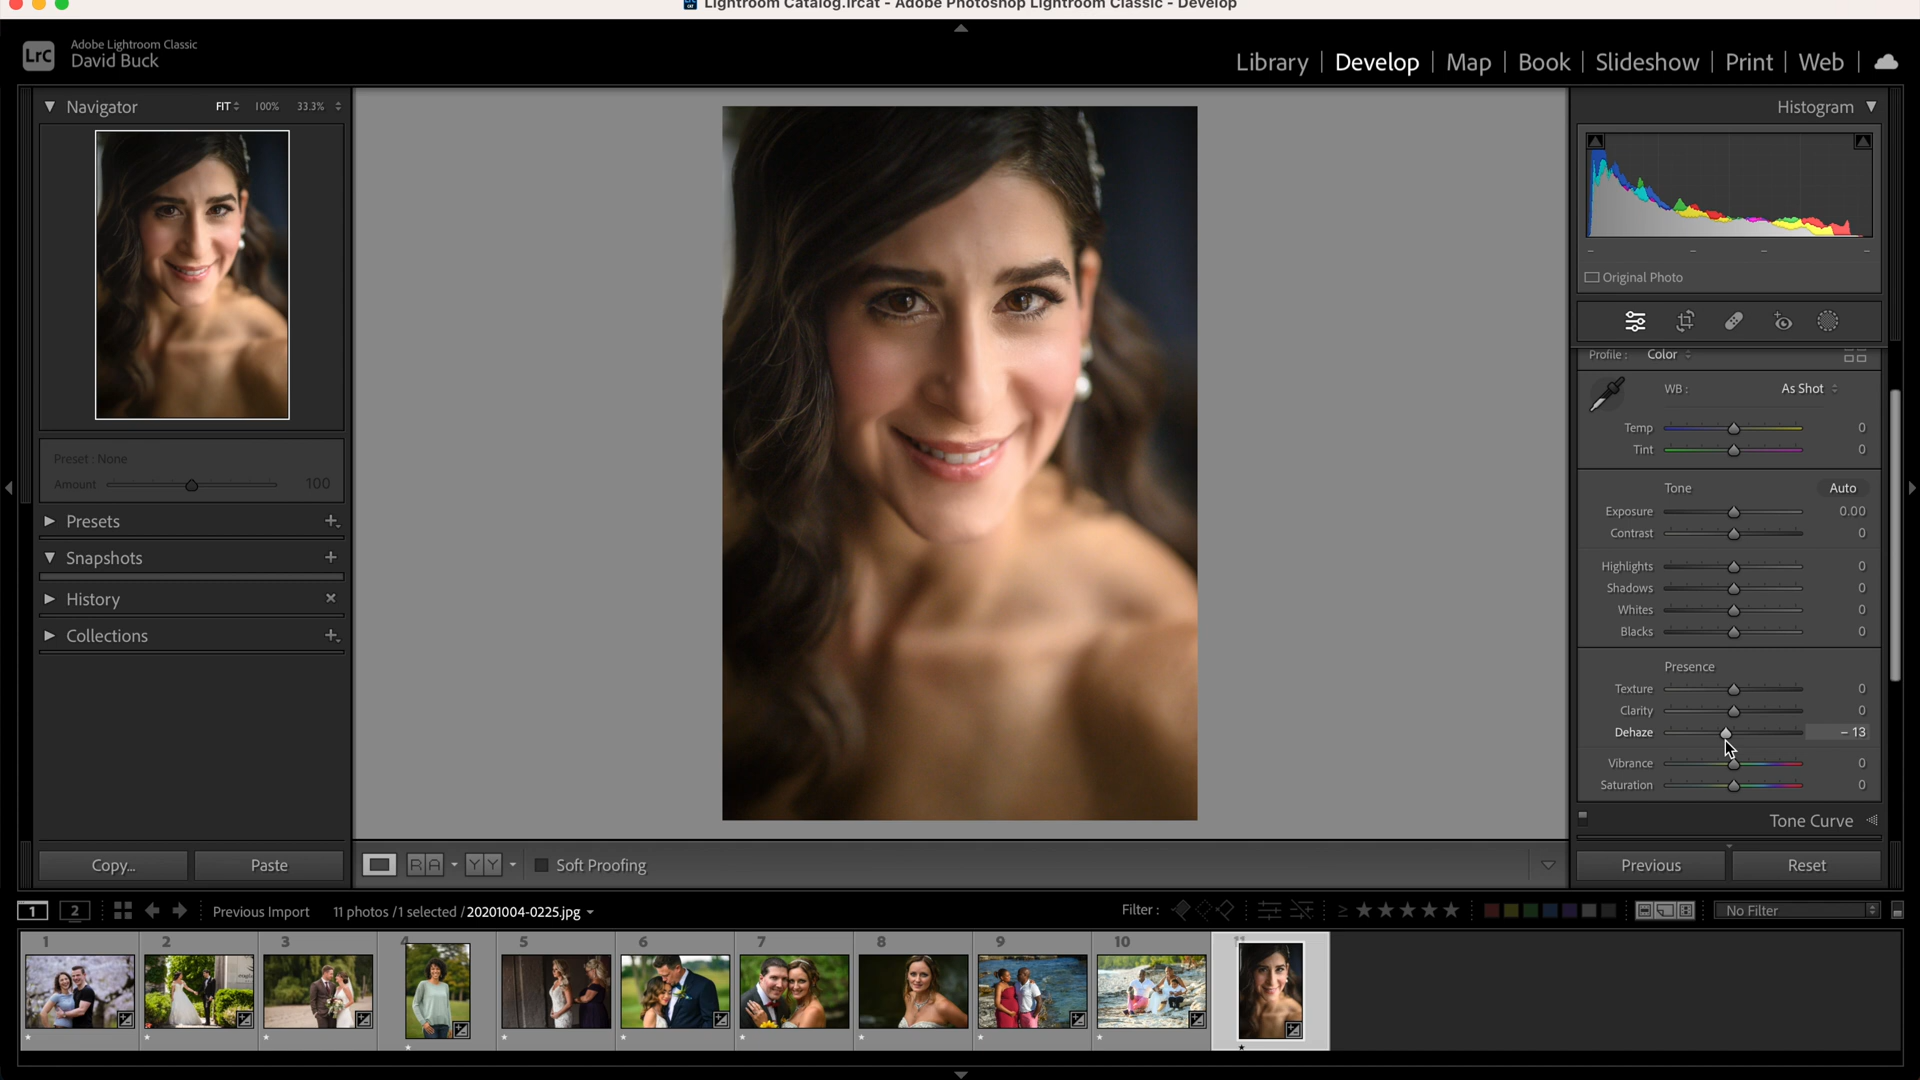 Lightroom Catalog.lrcat - Adobe Photoshop Lightroom Classic - Develop
LrC
Adobe Lightroom Classic
David Buck
Library | Develop | Map | Book | Slideshow | Print | Web
Navigator FIT 100% 33.3%
Preset : None
Amount 100
Presets
Snapshots
History
Collections
Copy... Paste
Soft Proofing
Histogram
Original Photo
Profile : Color
WB : As Shot
Temp 0
Tint 0
Tone Auto
Exposure 0.00
Contrast 0
Highlights 0
Shadows 0
Whites 0
Blacks 0
Presence
Texture 0
Clarity 0
Dehaze – 13
Vibrance 0
Saturation 0
Tone Curve
Previous Reset
1 2 Previous Import 11 photos / 1 selected / 20201004-0225.jpg Filter : No Filter
1 2 3 4 5 6 7 8 9 10 11